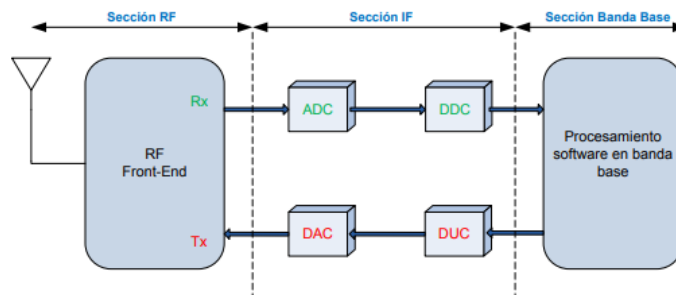 Sección RF
Sección IF
Sección Banda Base
Rx
ADC
DDC
RF
Front-End
Procesamiento
software en banda
base
Tx
DAC
DUC